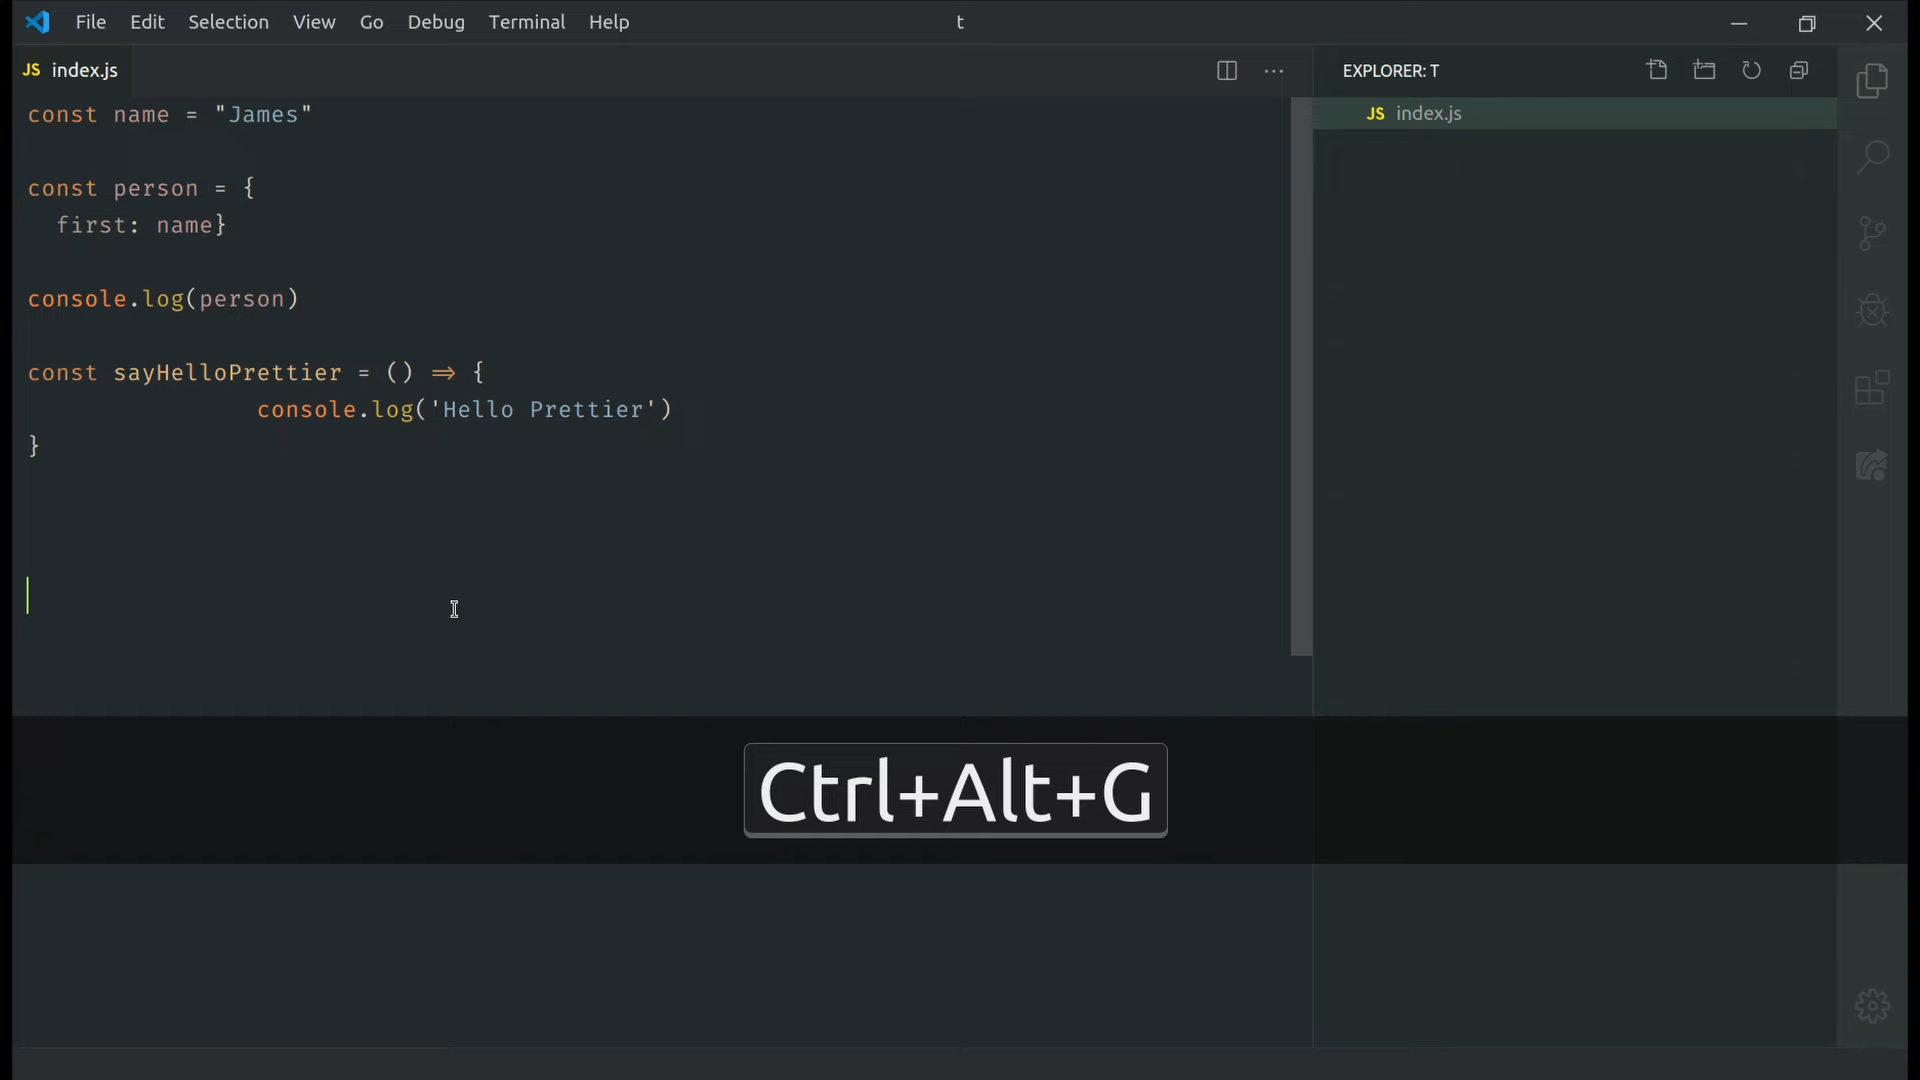 File Edit Selection View Go Debug Terminal Help t
JS index.js
EXPLORER: T
JS index.js
const name = "James"
const person = {
  first: name}
console.log(person)
const sayHelloPrettier = () ⇒ {
                console.log('Hello Prettier')
}
Ctrl+Alt+G